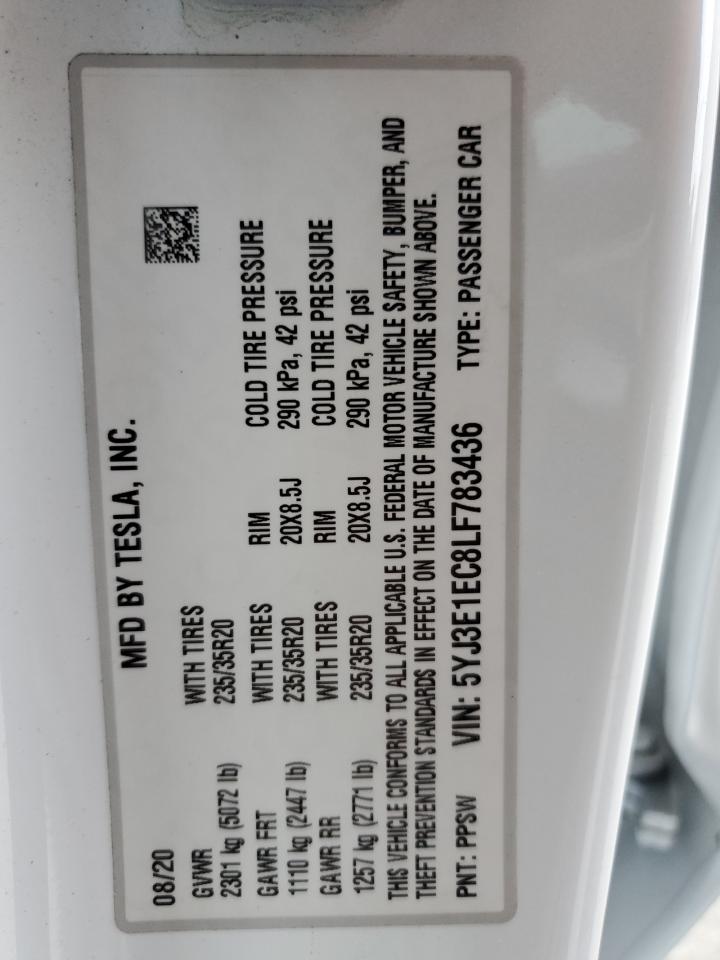 MFD BY TESLA, INC.
08/20
GVWR WITH TIRES
2301 kg (5072 lb) 235/35R20
GAWR FRT WITH TIRES RIM COLD TIRE PRESSURE
1110 kg (2447 lb) 235/35R20 20X8.5J 290 kPa, 42 psi
GAWR RR WITH TIRES RIM COLD TIRE PRESSURE
1257 kg (2771 lb) 235/35R20 20X8.5J 290 kPa, 42 psi
THIS VEHICLE CONFORMS TO ALL APPLICABLE U.S. FEDERAL MOTOR VEHICLE SAFETY, BUMPER, AND
THEFT PREVENTION STANDARDS IN EFFECT ON THE DATE OF MANUFACTURE SHOWN ABOVE.
PNT: PPSW VIN: 5YJ3E1EC8LF783436 TYPE: PASSENGER CAR